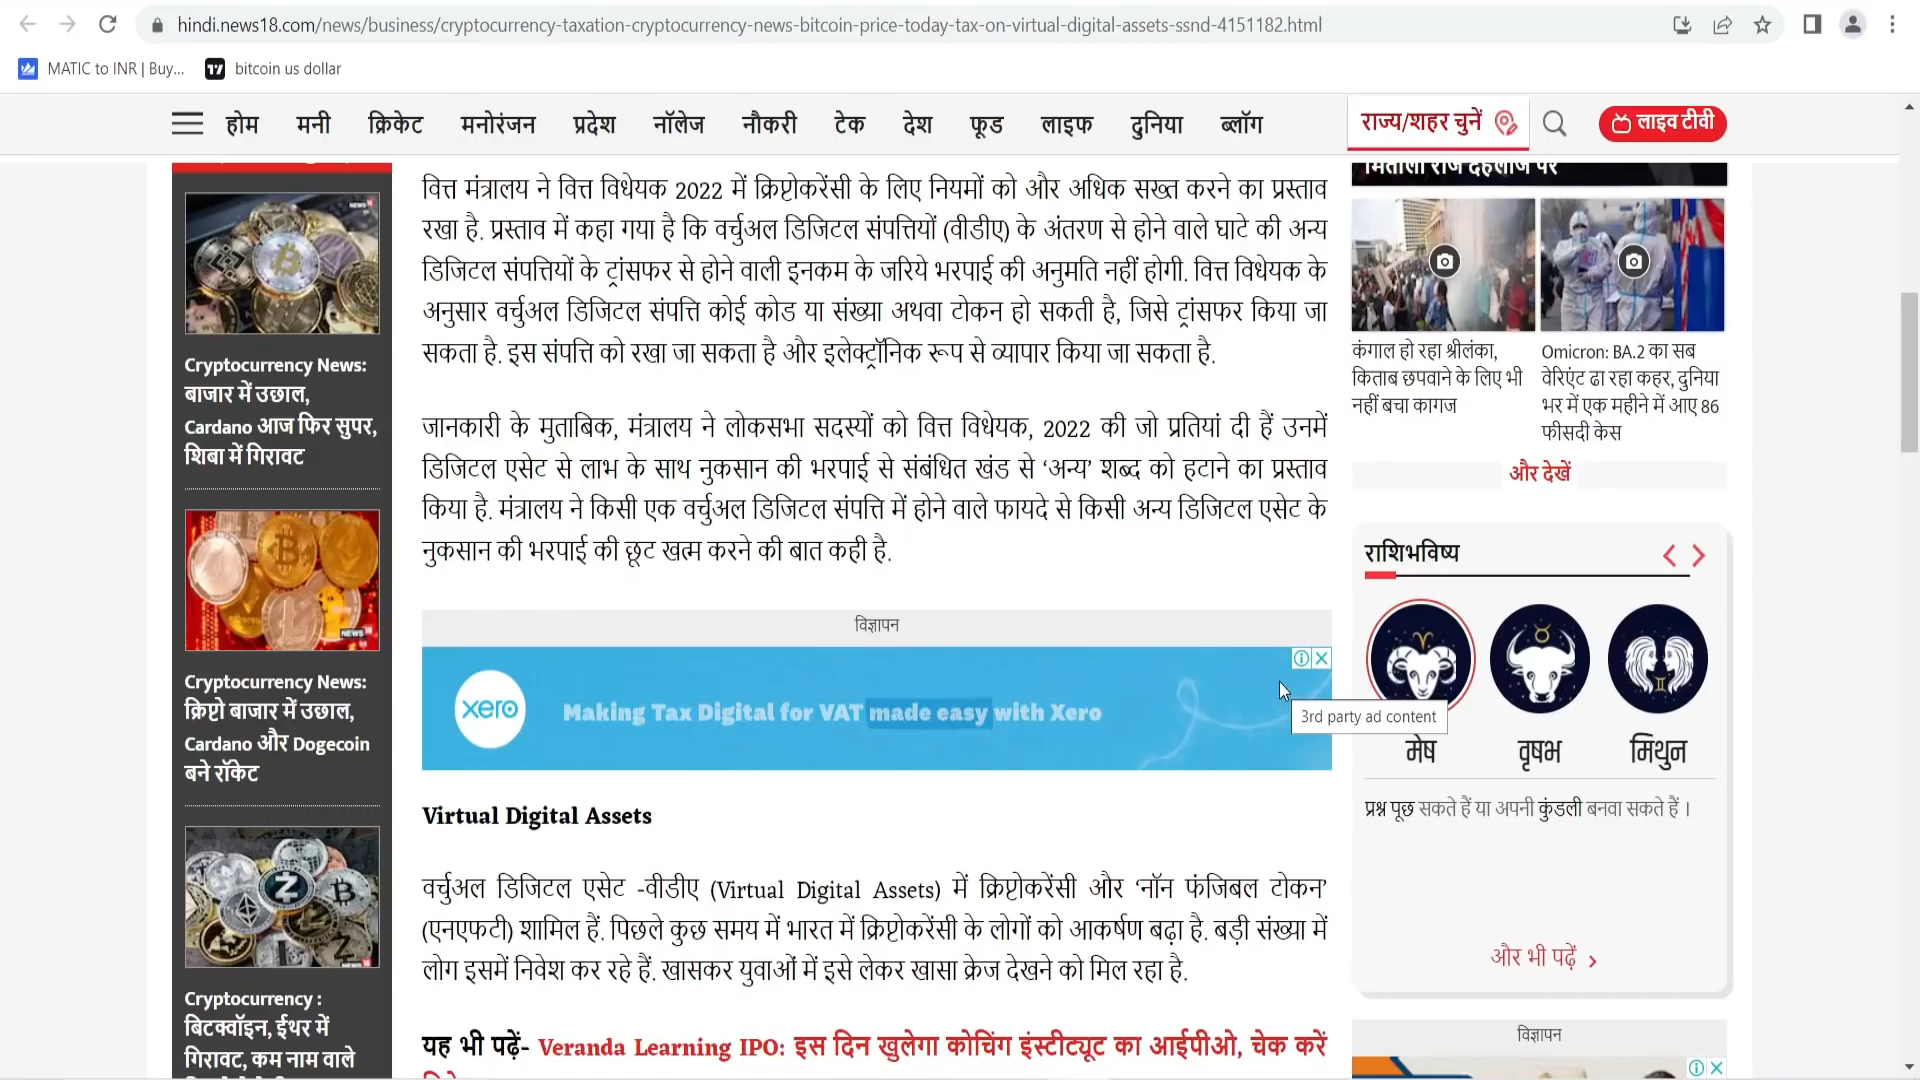 hindi.news18.com/news/business/cryptocurrency-taxation-cryptocurrency-news-bitcoin-price-today-tax-on-virtual-digital-assets-ssnd-4151182.html
MATIC to INR | Buy...
bitcoin us dollar
होम मनी क्रिकेट मनोरंजन प्रदेश नॉलेज नौकरी टेक देश फूड लाइफ दुनिया ब्लॉग
राज्य/शहर चुनें
लाइव टीवी
Cryptocurrency News:
बाजार में उछाल,
Cardano आज फिर सुपर,
शिबा में गिरावट
Cryptocurrency News:
क्रिप्टो बाजार में उछाल,
Cardano और Dogecoin
बने रॉकेट
Cryptocurrency :
बिटक्वॉइन, ईथर में
गिरावट, कम नाम वाले
वित्त मंत्रालय ने वित्त विधेयक 2022 में क्रिप्टोकरेंसी के लिए नियमों को और अधिक सख्त करने का प्रस्ताव
रखा है. प्रस्ताव में कहा गया है कि वर्चुअल डिजिटल संपत्तियों (वीडीए) के अंतरण से होने वाले घाटे की अन्य
डिजिटल संपत्तियों के ट्रांसफर से होने वाली इनकम के जरिये भरपाई की अनुमति नहीं होगी. वित्त विधेयक के
अनुसार वर्चुअल डिजिटल संपत्ति कोई कोड या संख्या अथवा टोकन हो सकती है, जिसे ट्रांसफर किया जा
सकता है. इस संपत्ति को रखा जा सकता है और इलेक्ट्रॉनिक रूप से व्यापार किया जा सकता है.
जानकारी के मुताबिक, मंत्रालय ने लोकसभा सदस्यों को वित्त विधेयक, 2022 की जो प्रतियां दी हैं उनमें
डिजिटल एसेट से लाभ के साथ नुकसान की भरपाई से संबंधित खंड से ‘अन्य’ शब्द को हटाने का प्रस्ताव
किया है. मंत्रालय ने किसी एक वर्चुअल डिजिटल संपत्ति में होने वाले फायदे से किसी अन्य डिजिटल एसेट के
नुकसान की भरपाई की छूट खत्म करने की बात कही है.
विज्ञापन
xero
Making Tax Digital for VAT made easy with Xero
3rd party ad content
Virtual Digital Assets
वर्चुअल डिजिटल एसेट -वीडीए (Virtual Digital Assets) में क्रिप्टोकरेंसी और ‘नॉन फंजिबल टोकन’
(एनएफटी) शामिल हैं. पिछले कुछ समय में भारत में क्रिप्टोकरेंसी के लोगों को आकर्षण बढ़ा है. बड़ी संख्या में
लोग इसमें निवेश कर रहे हैं. खासकर युवाओं में इसे लेकर खासा क्रेज देखने को मिल रहा है.
यह भी पढ़ें- Veranda Learning IPO: इस दिन खुलेगा कोचिंग इंस्टीट्यूट का आईपीओ, चेक करें
मिताली राज दहलीज पर
कंगाल हो रहा श्रीलंका,
किताब छपवाने के लिए भी
नहीं बचा कागज
Omicron: BA.2 का सब
वेरिएंट ढा रहा कहर, दुनिया
भर में एक महीने में आए 86
फीसदी केस
और देखें
राशिभविष्य
मेष वृषभ मिथुन
प्रश्न पूछ सकते हैं या अपनी कुंडली बनवा सकते हैं ।
और भी पढ़ें
विज्ञापन